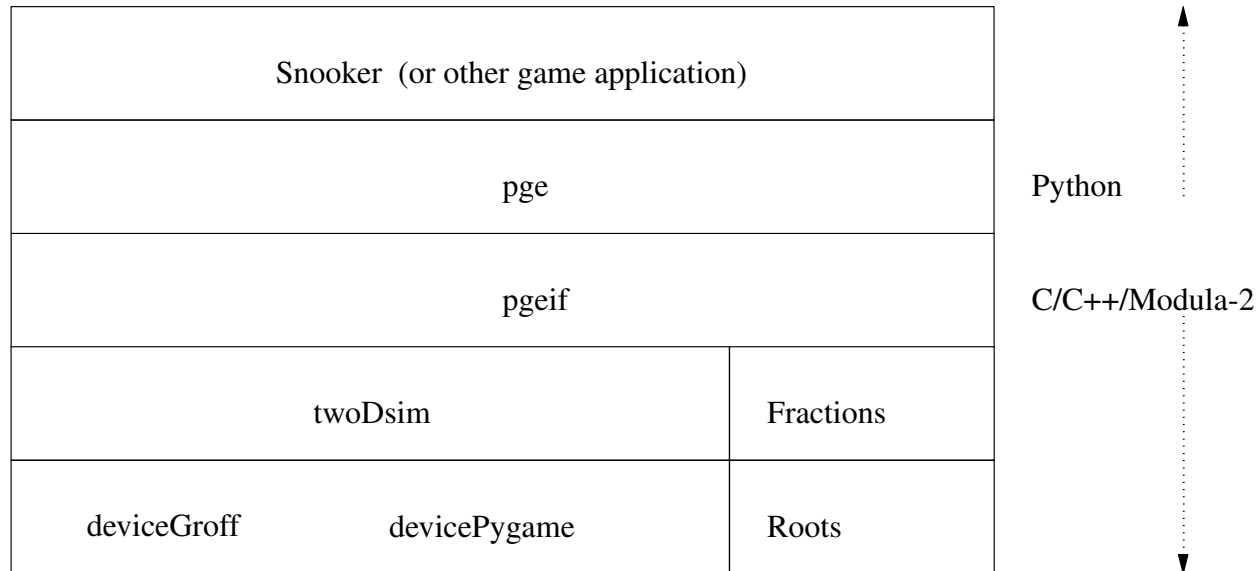 Snooker (or other game application)
pge
Python
pgeif
C/C++/Modula-2
twoDsim
Fractions
deviceGroff
devicePygame
Roots